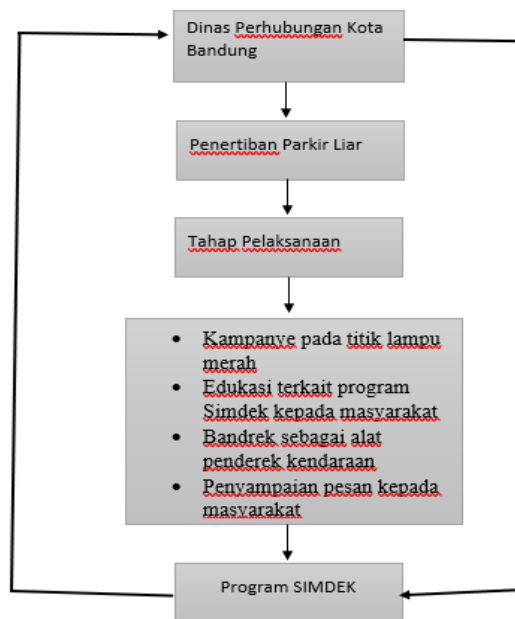 Dinas Perhubungan Kota
Bandung
Penertiban Parkir Liar
Tahap Pelaksanaan
• Kampanye pada titik lampu
merah
• Edukasi terkait program
Simdek kepada masyarakat
• Bandrek sebagai alat
penderek kendaraan
• Penyampaian pesan kepada
masyarakat
Program SIMDEK